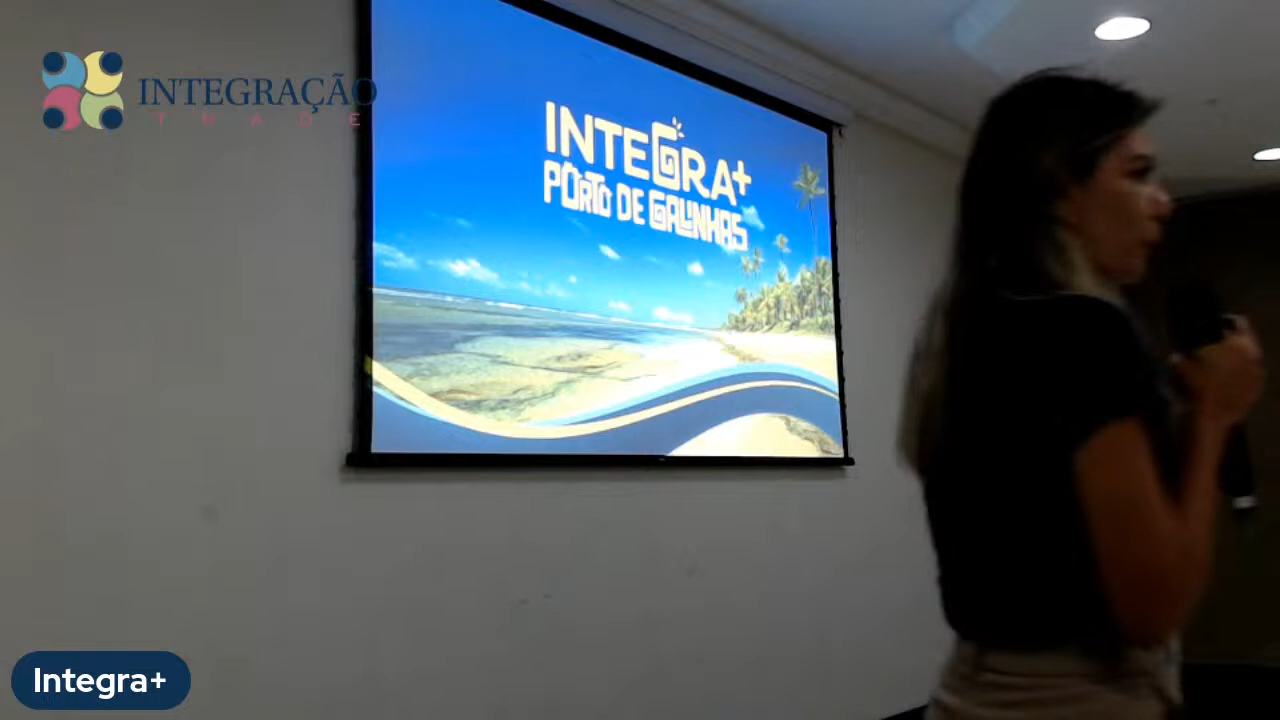 INTEGRAÇÃO
TRADE
INTEGRA+
PORTO DE GALINHAS
Integra+